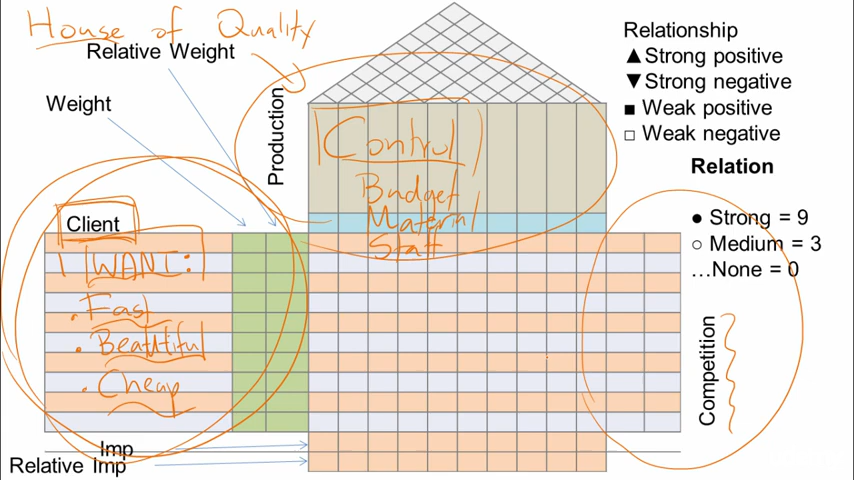 House of Quality
Relative Weight
Weight
Production
Control
Budget
Material
Staff
Relationship
▲Strong positive
▼Strong negative
■ Weak positive
□ Weak negative
Relation
● Strong = 9
○ Medium = 3
...None = 0
Client
I WANT:
. Fast
. Beautiful
. Cheap
Competition
Imp
Relative Imp